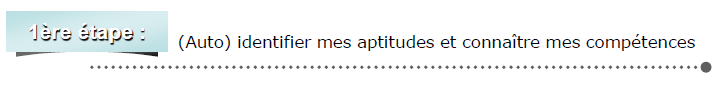 1ère étape :
(Auto) identifier mes aptitudes et connaître mes compétences